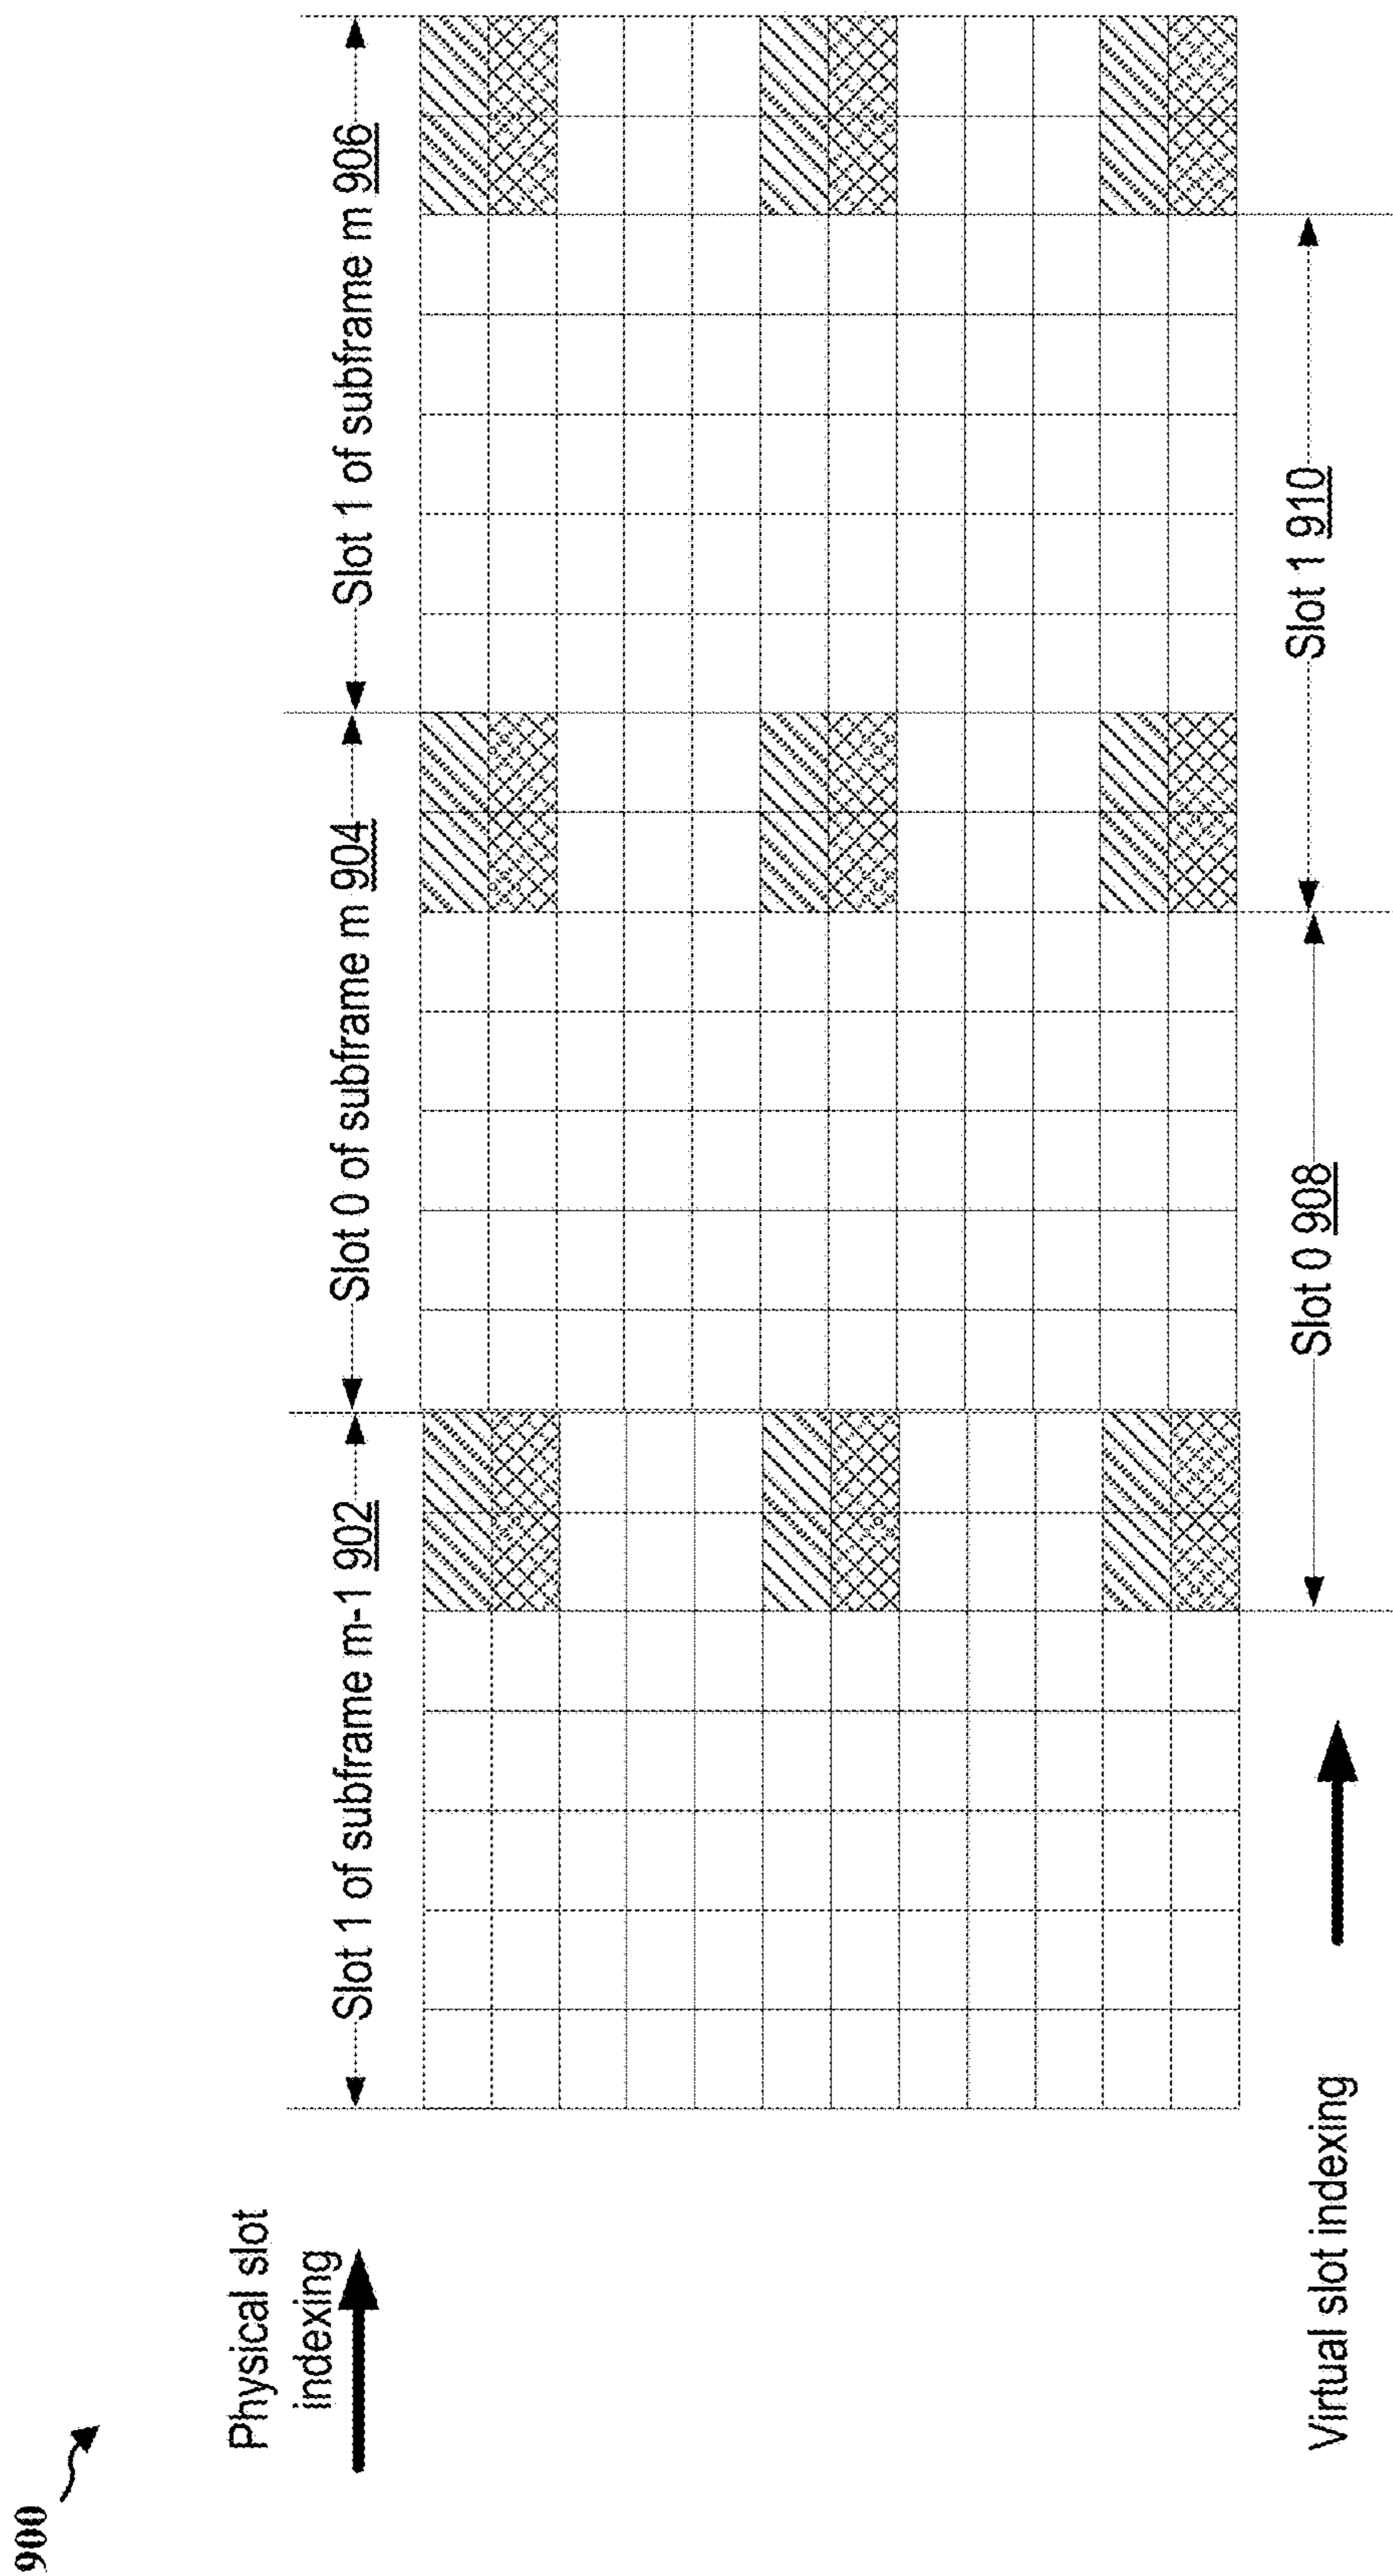 900
Physical slot
indexing
Slot 1 of subframe m-1 902
Slot 0 of subframe m 904
Slot 1 of subframe m 906
Virtual slot indexing
Slot 0 908
Slot 1 910